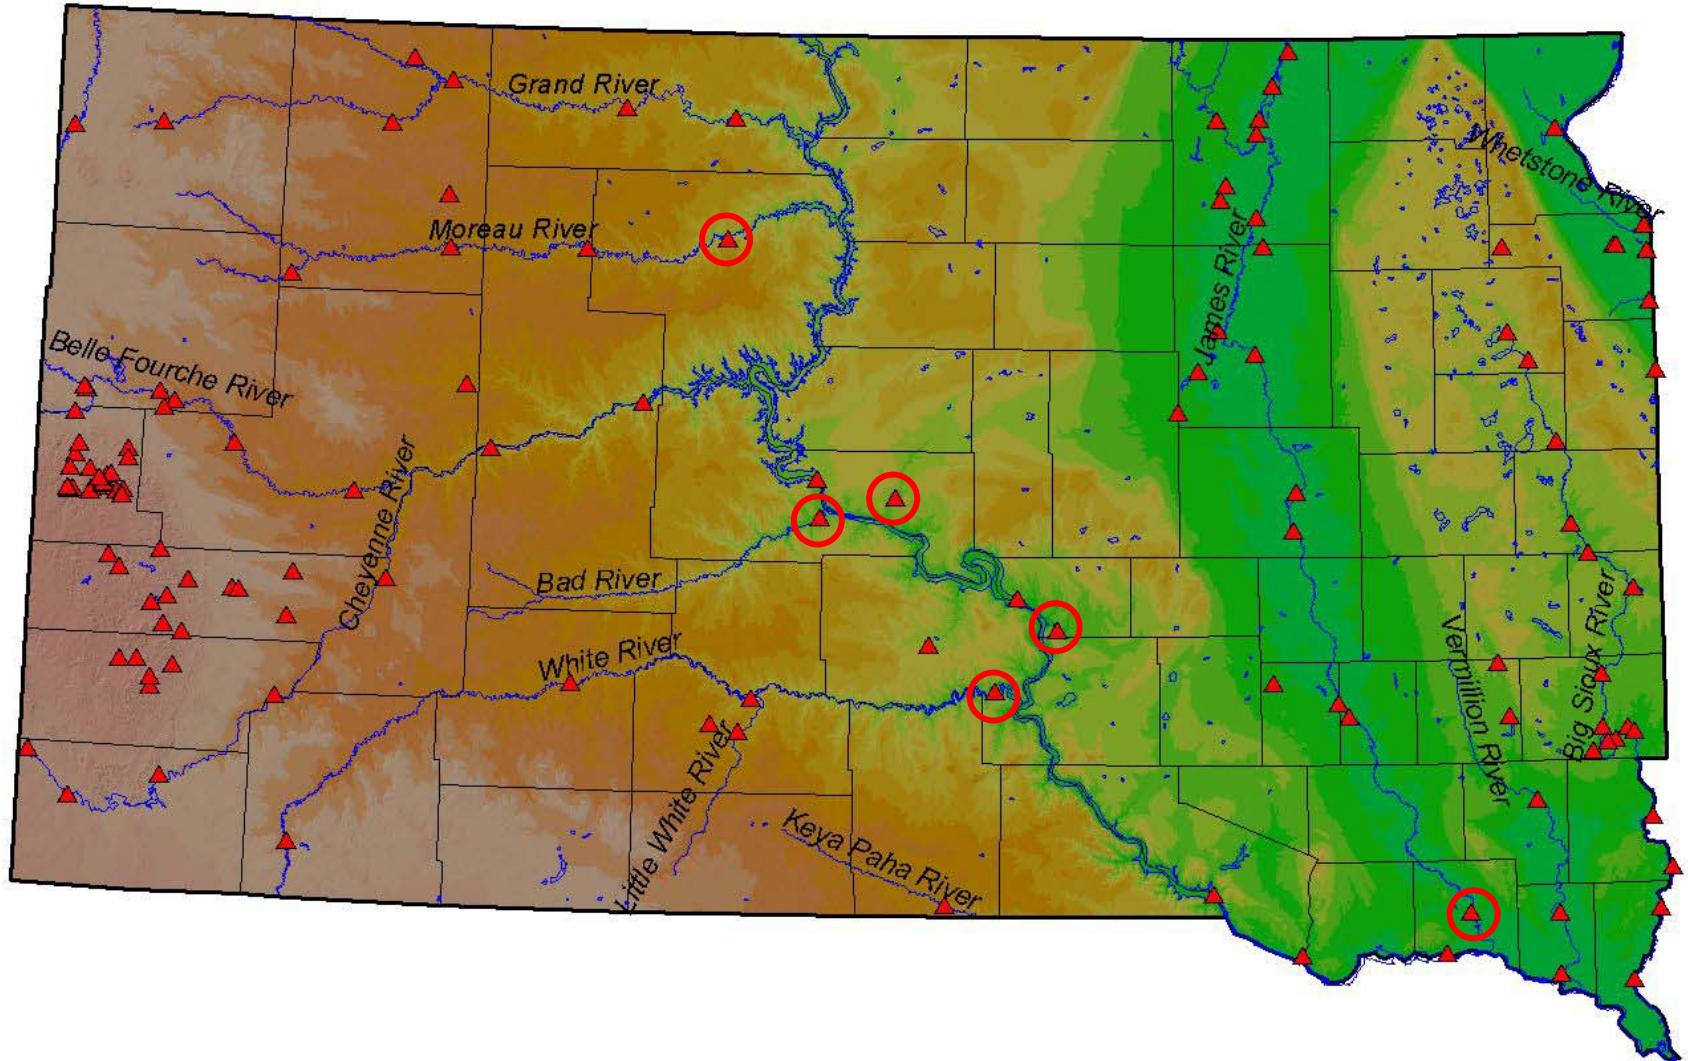 Grand River
Whetstone River
Moreau River
James River
Belle Fourche River
Cheyenne River
Bad River
White River
Vermillion River
Big Sioux River
Little White River
Keya Paha River